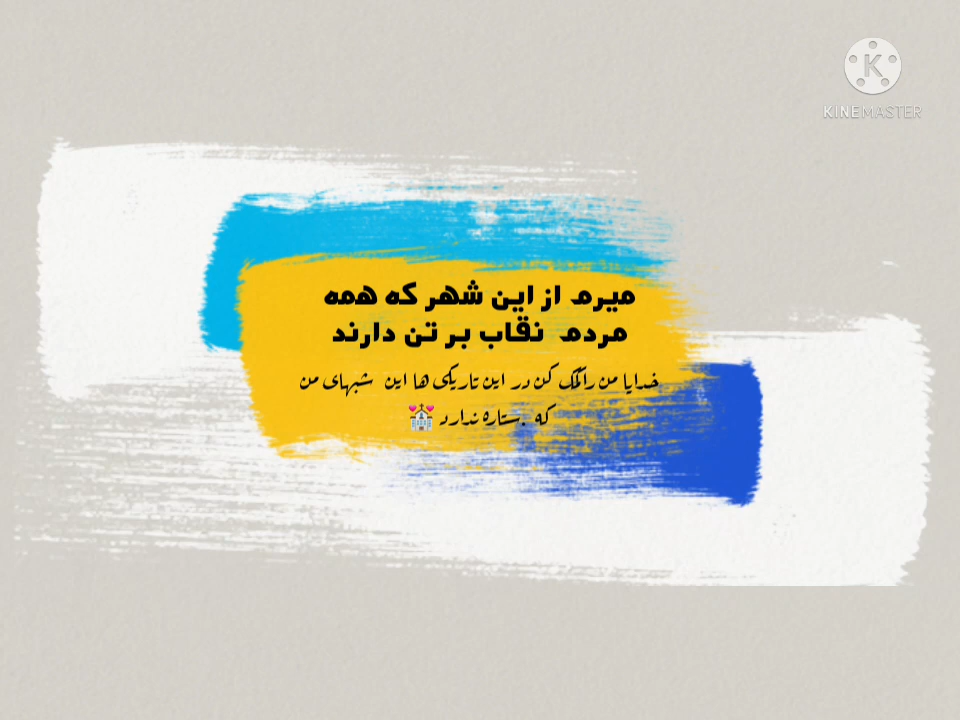 KINEMASTER
میرم از این شهر که همه
مردم نقاب بر تن دارند
خدایا من را کمک کن در این تاریکی ها این شبهای من
که ستاره ندارد 💒